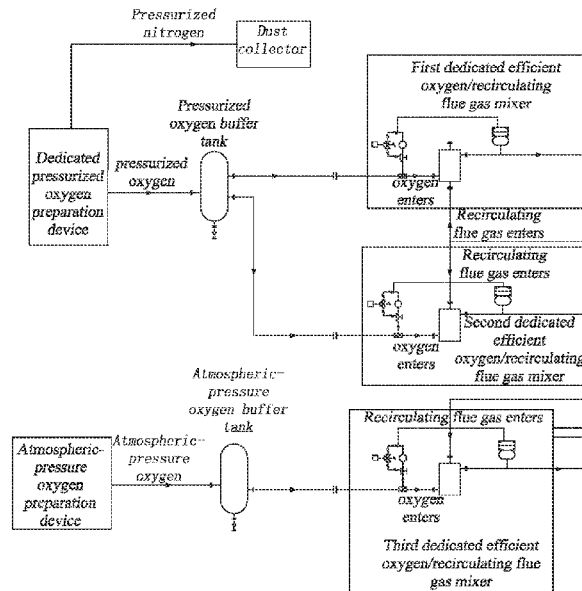 Pressurized
nitrogen
Dust
collector
First dedicated efficient
oxygen/recirculating
flue gas mixer
Pressurized
oxygen buffer
tank
Dedicated
pressurized
oxygen
preparation
device
pressurized
oxygen
oxygen
enters
Recirculating
flue gas enters
Recirculating
flue gas enters
oxygen
enters
Second dedicated
efficient
oxygen/recirculating
flue gas mixer
Atmospheric-
pressure
oxygen buffer
tank
Atmospheric-
pressure
oxygen
preparation
device
Atmospheric-
pressure
oxygen
Recirculating flue gas enters
oxygen
enters
Third dedicated efficient
oxygen/recirculating flue
gas mixer